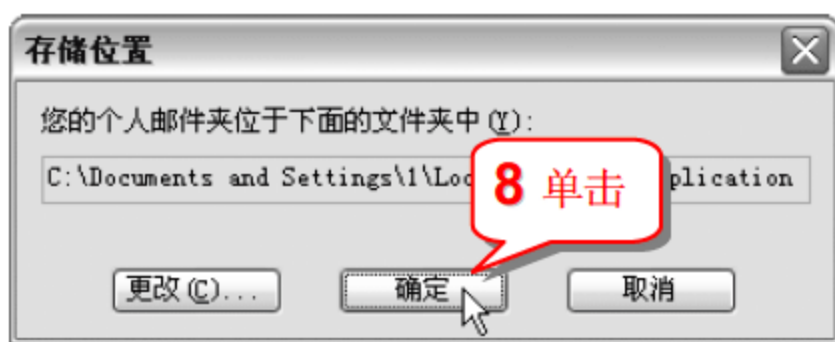 存储位置
您的个人邮件夹位于下面的文件夹中(Y):
C:\Documents and Settings\1\Loc plication
8 单击
更改(C)... 确定 取消